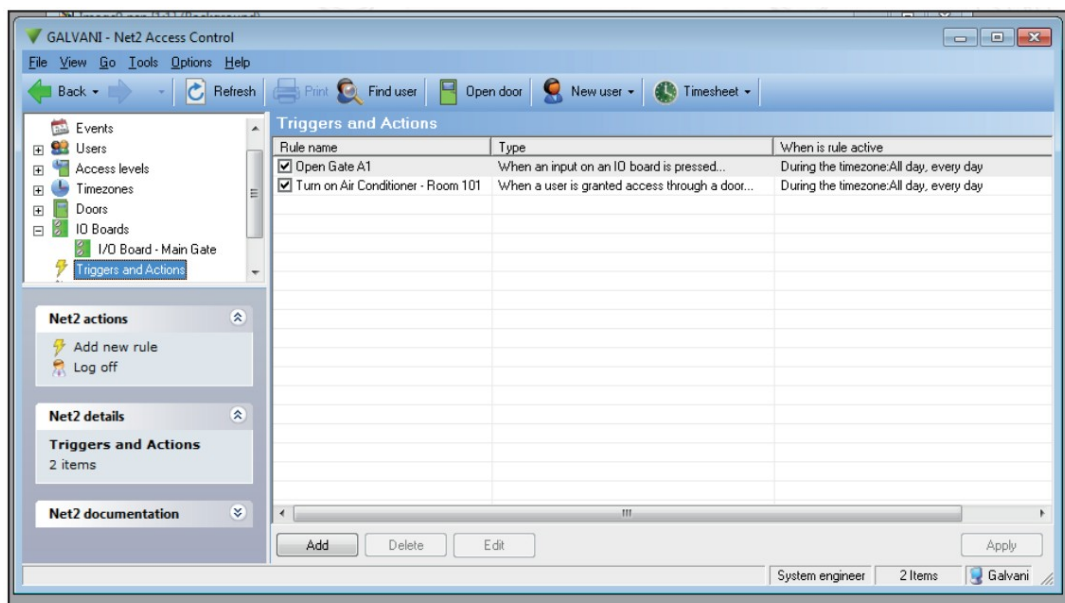 GALVANI - Net2 Access Control
File View Go Tools Options Help
Back Refresh Print Find user Open door New user Timesheet
Events
Users
Access levels
Timezones
Doors
IO Boards
I/O Board - Main Gate
Triggers and Actions
Net2 actions
Add new rule
Log off
Net2 details
Triggers and Actions
2 items
Net2 documentation
Triggers and Actions
Rule name Type When is rule active
Open Gate A1 When an input on an IO board is pressed... During the timezone:All day, every day
Turn on Air Conditioner - Room 101 When a user is granted access through a door... During the timezone:All day, every day
Add Delete Edit Apply
System engineer 2 Items Galvani